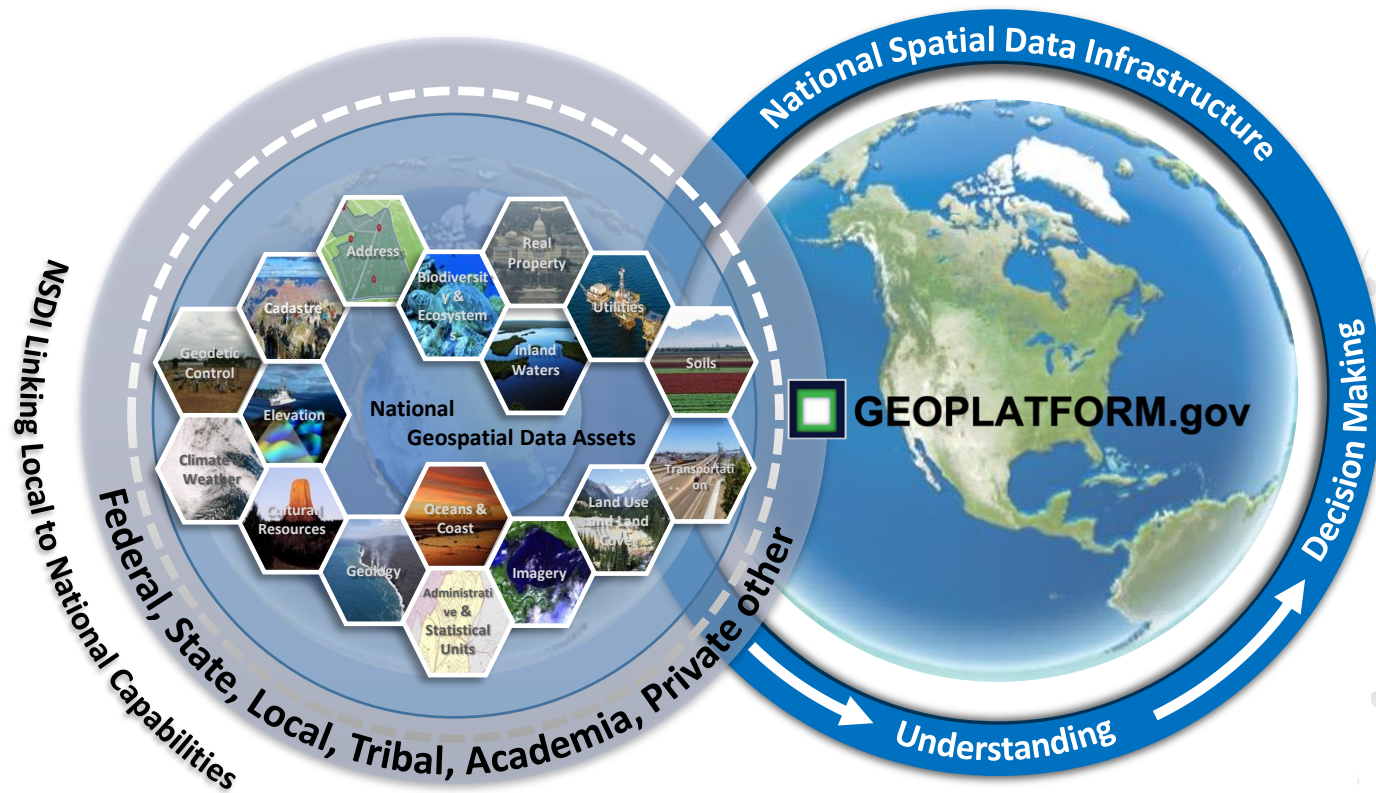 National Spatial Data Infrastructure
Address
Real
Property
Biodiversit
y &
Ecosystem
s
Cadastre
Utilities
Geodetic
Control
Inland
Waters
Soils
Elevation
National
Geospatial Data Assets
GEOPLATFORM.gov
Climate &
Weather
Transportati
on
Cultural
Resources
Oceans &
Coast
Land Use
and Land
Cover
Geology
Imagery
Administrati
ve &
Statistical
Units
Federal, State, Local, Tribal, Academia, Private other
NSDI Linking Local to National Capabilities
Understanding
Decision Making